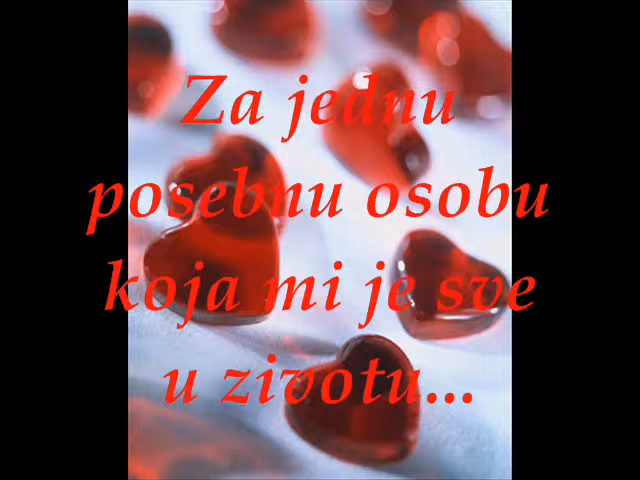 Za jednu
posebnu osobu
koja mi je sve
u zivotu...